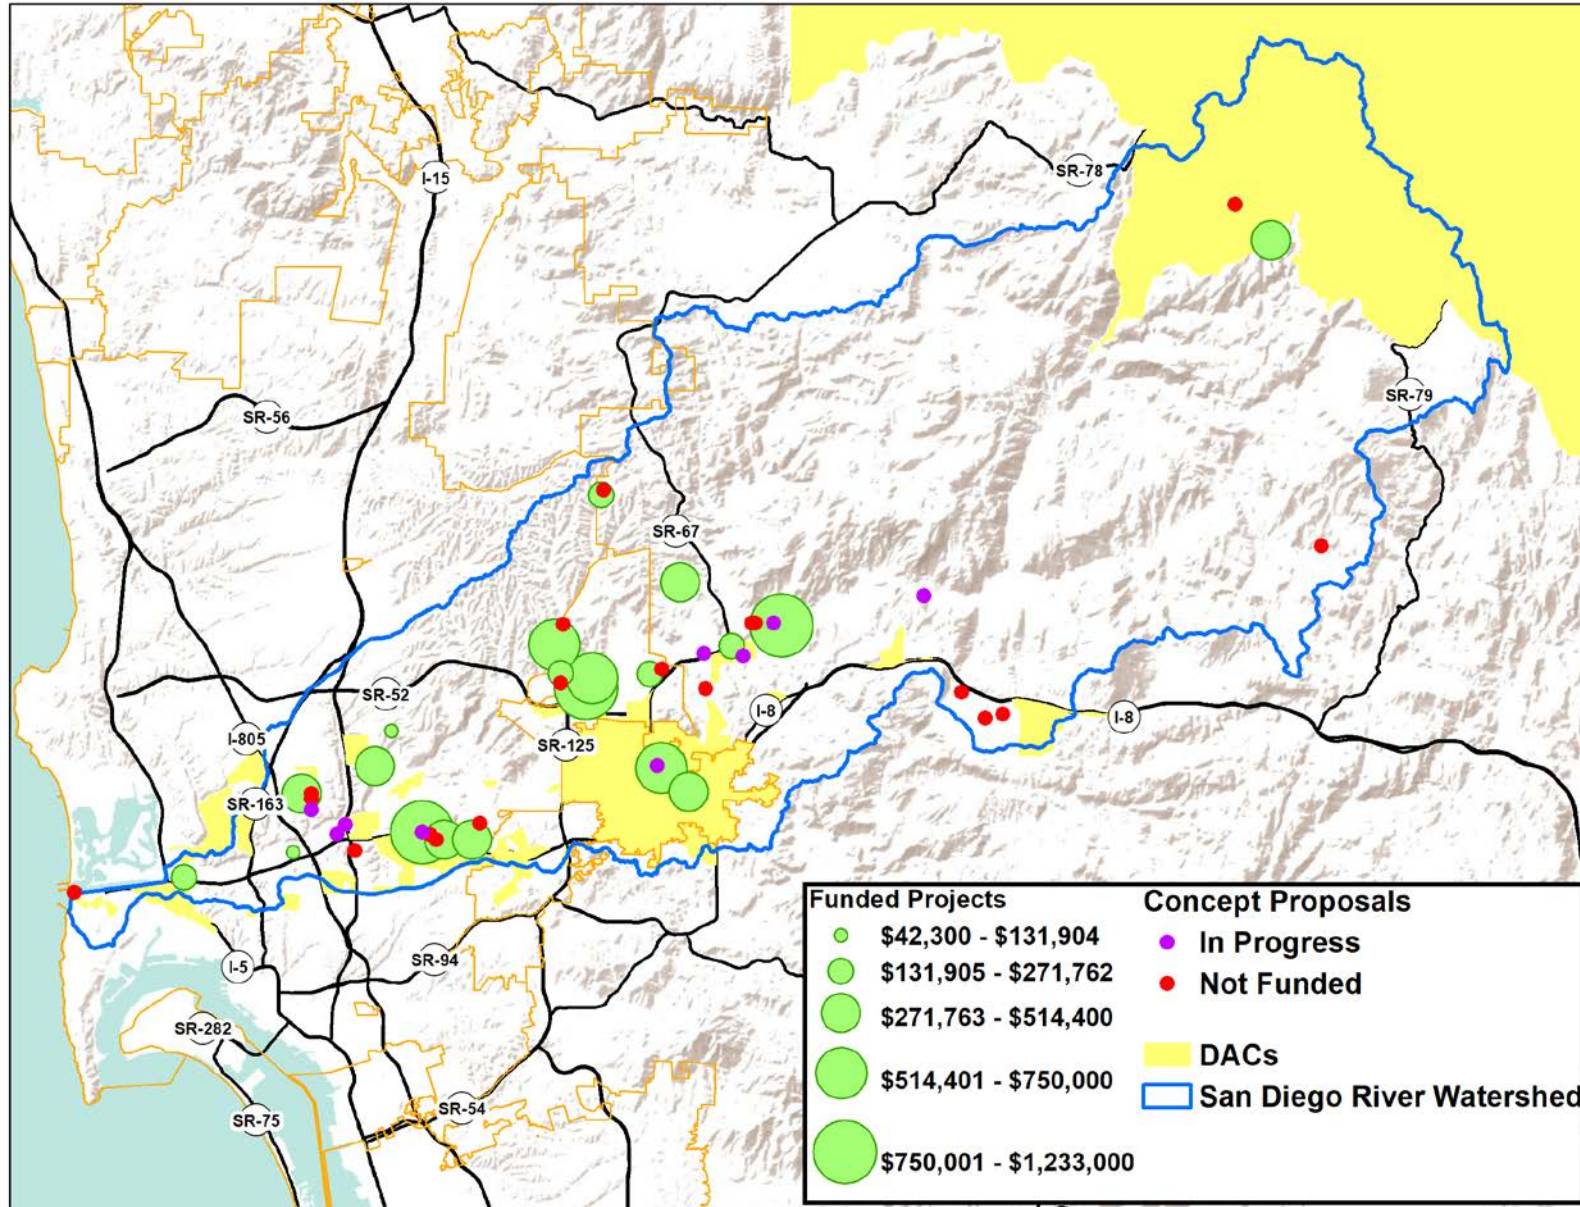 I-15
SR-78
SR-56
SR-79
SR-67
SR-52
I-8
I-8
I-805
SR-125
SR-163
I-5
SR-94
SR-282
SR-54
SR-75
Funded Projects
$42,300 - $131,904
$131,905 - $271,762
$271,763 - $514,400
$514,401 - $750,000
$750,001 - $1,233,000
Concept Proposals
In Progress
Not Funded
DACs
San Diego River Watershed